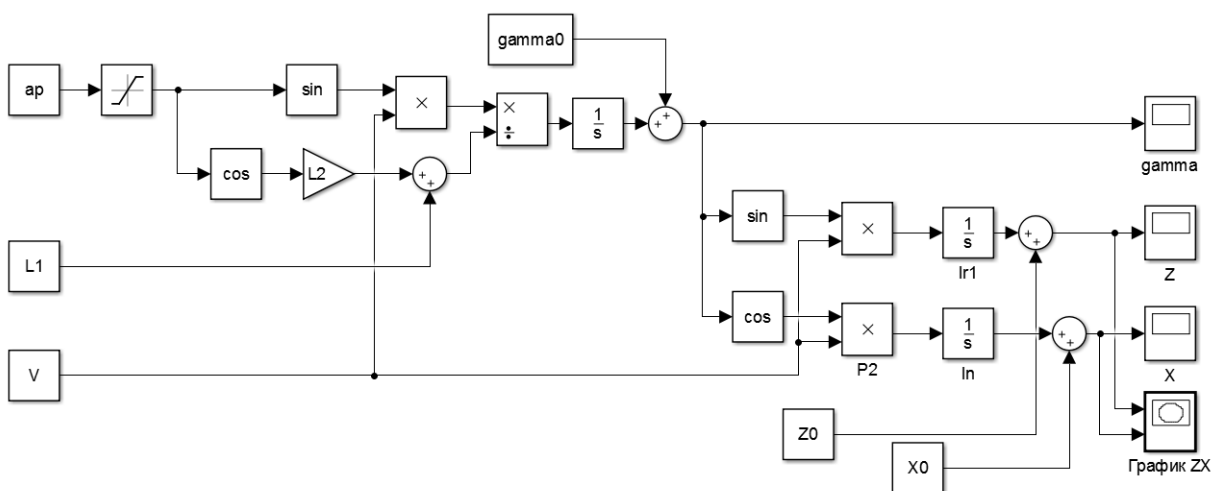 gamma0
ap
sin
×
×
÷
1
s
cos
L2
+
+
+
+
gamma
L1
sin
×
1
s
Ir1
+
+
Z
cos
×
P2
1
s
In
+
+
X
V
Z0
X0
График ZX